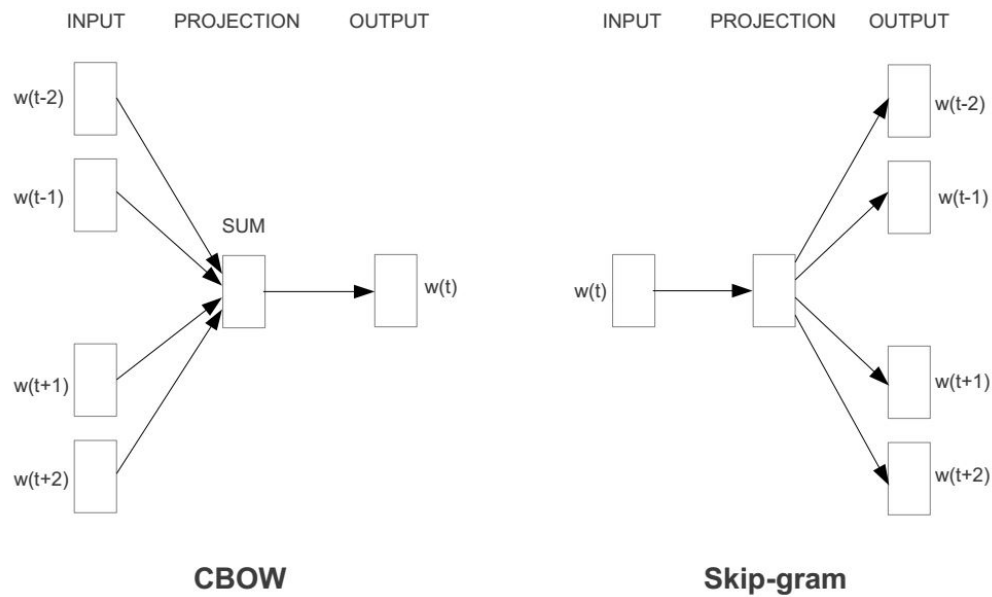 INPUT PROJECTION OUTPUT
w(t-2)
w(t-1)
SUM
w(t)
w(t+1)
w(t+2)
CBOW
INPUT PROJECTION OUTPUT
w(t-2)
w(t-1)
w(t)
w(t+1)
w(t+2)
Skip-gram